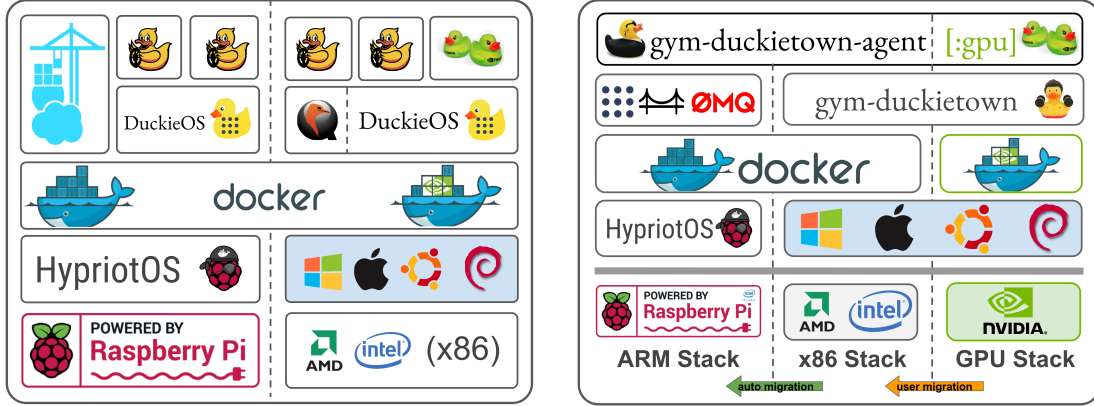 DuckieOS
DuckieOS
docker
HypriotOS
POWERED BY
Raspberry Pi
AMD
intel
(x86)
gym-duckietown-agent
[:gpu]
ØMQ
gym-duckietown
docker
HypriotOS
POWERED BY
Raspberry Pi
intel
AMD
intel
NVIDIA.
ARM Stack
x86 Stack
GPU Stack
auto migration
user migration